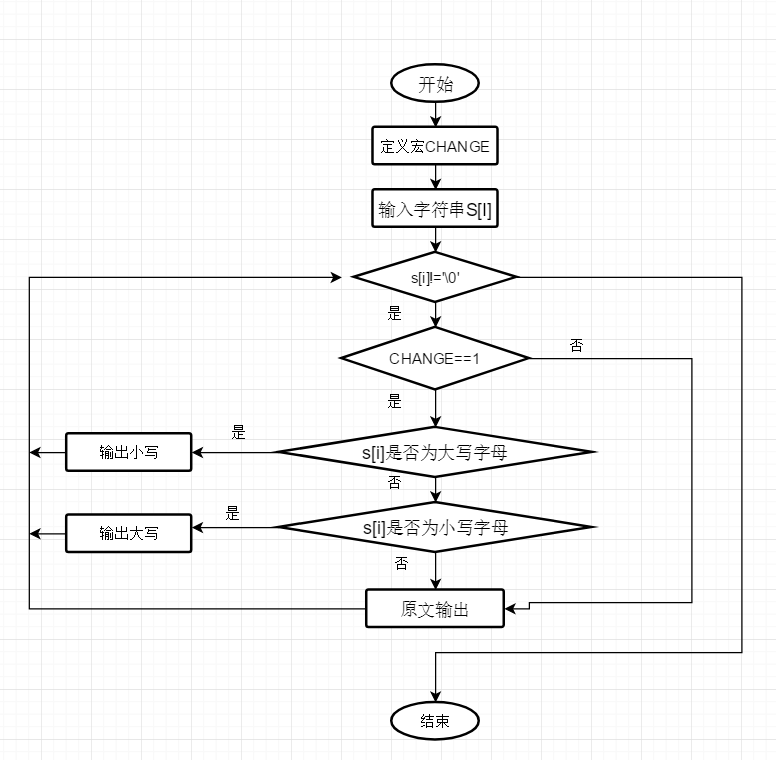 开始
定义宏CHANGE
输入字符串S[I]
s[i]!='\0'
是
CHANGE==1
否
是
s[i]是否为大写字母
是
输出小写
否
s[i]是否为小写字母
是
输出大写
否
原文输出
结束